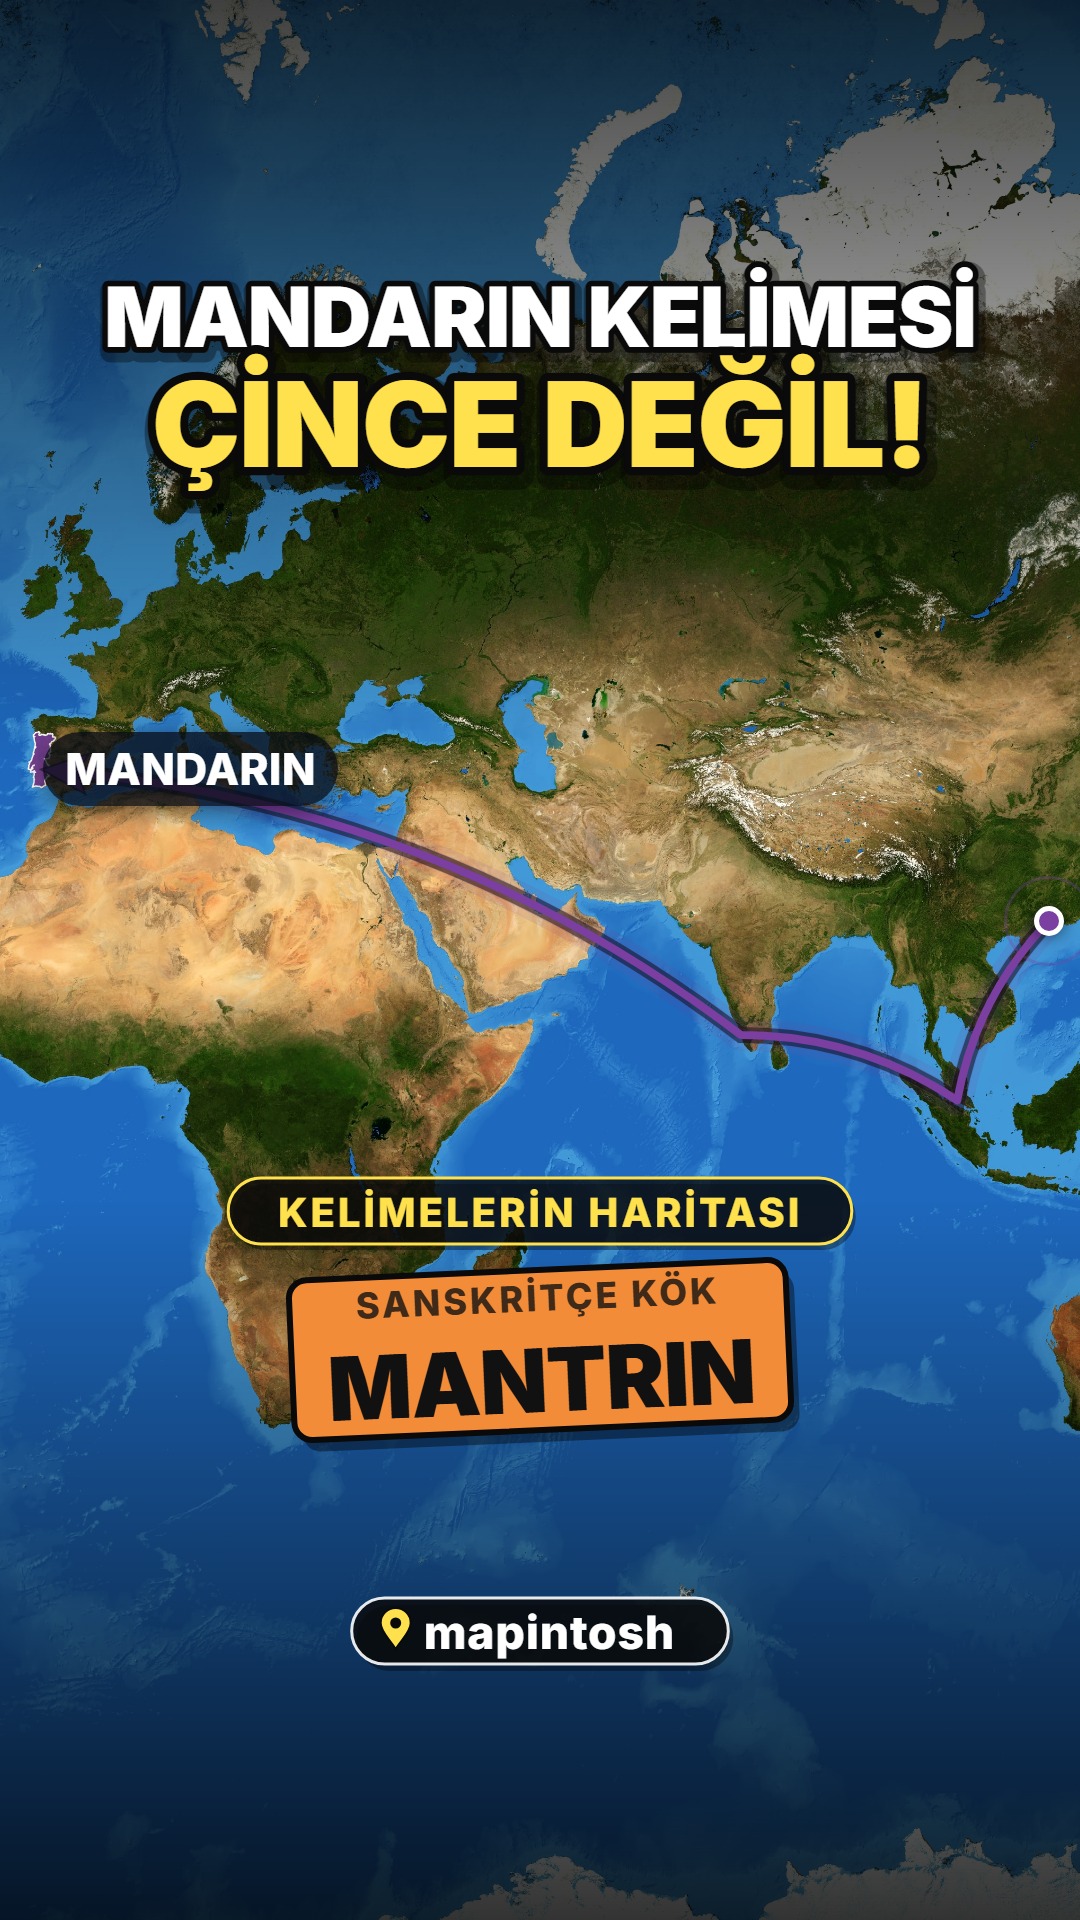 MANDARIN KELİMESİ
ÇİNCE DEĞİL!
MANDARIN
KELİMELERİN HARİTASI
SANSKRİTÇE KÖK
MANTRIN
mapintosh